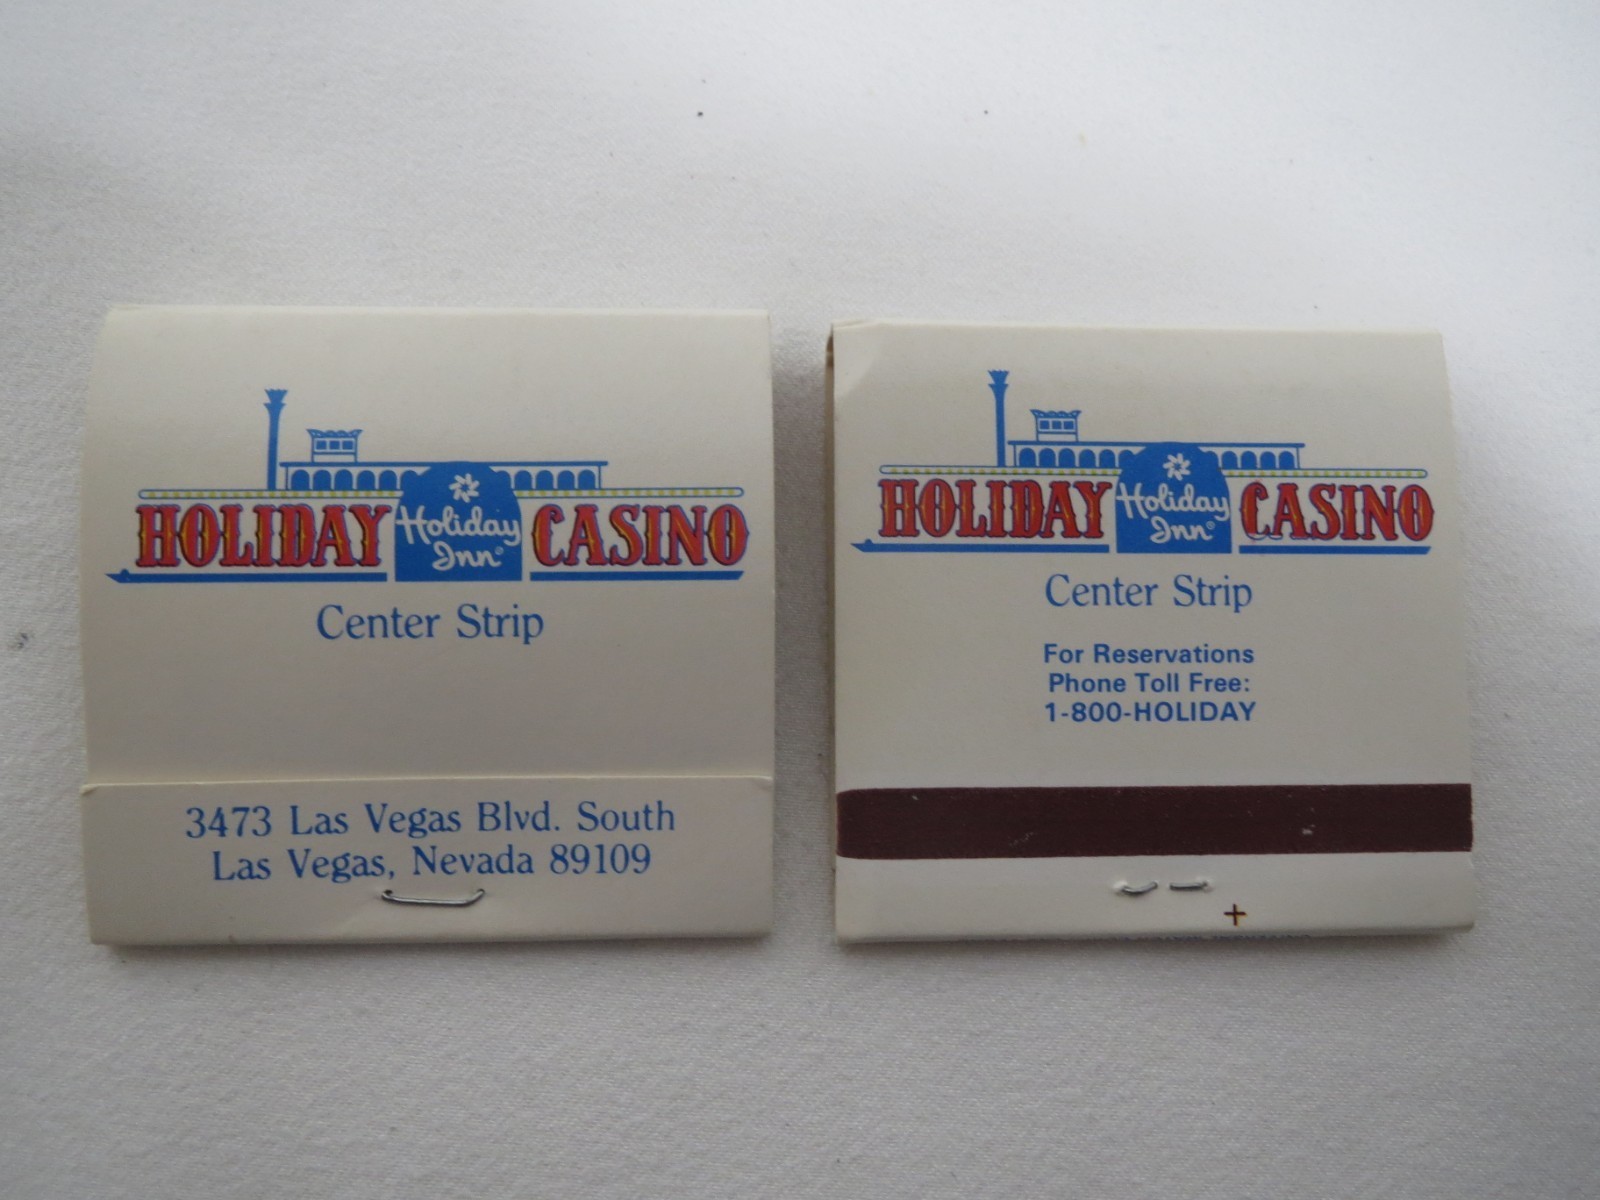 HOLIDAY Holiday Inn® CASINO
Center Strip
3473 Las Vegas Blvd. South
Las Vegas, Nevada 89109
HOLIDAY Holiday Inn® CASINO
Center Strip
For Reservations
Phone Toll Free:
1-800-HOLIDAY